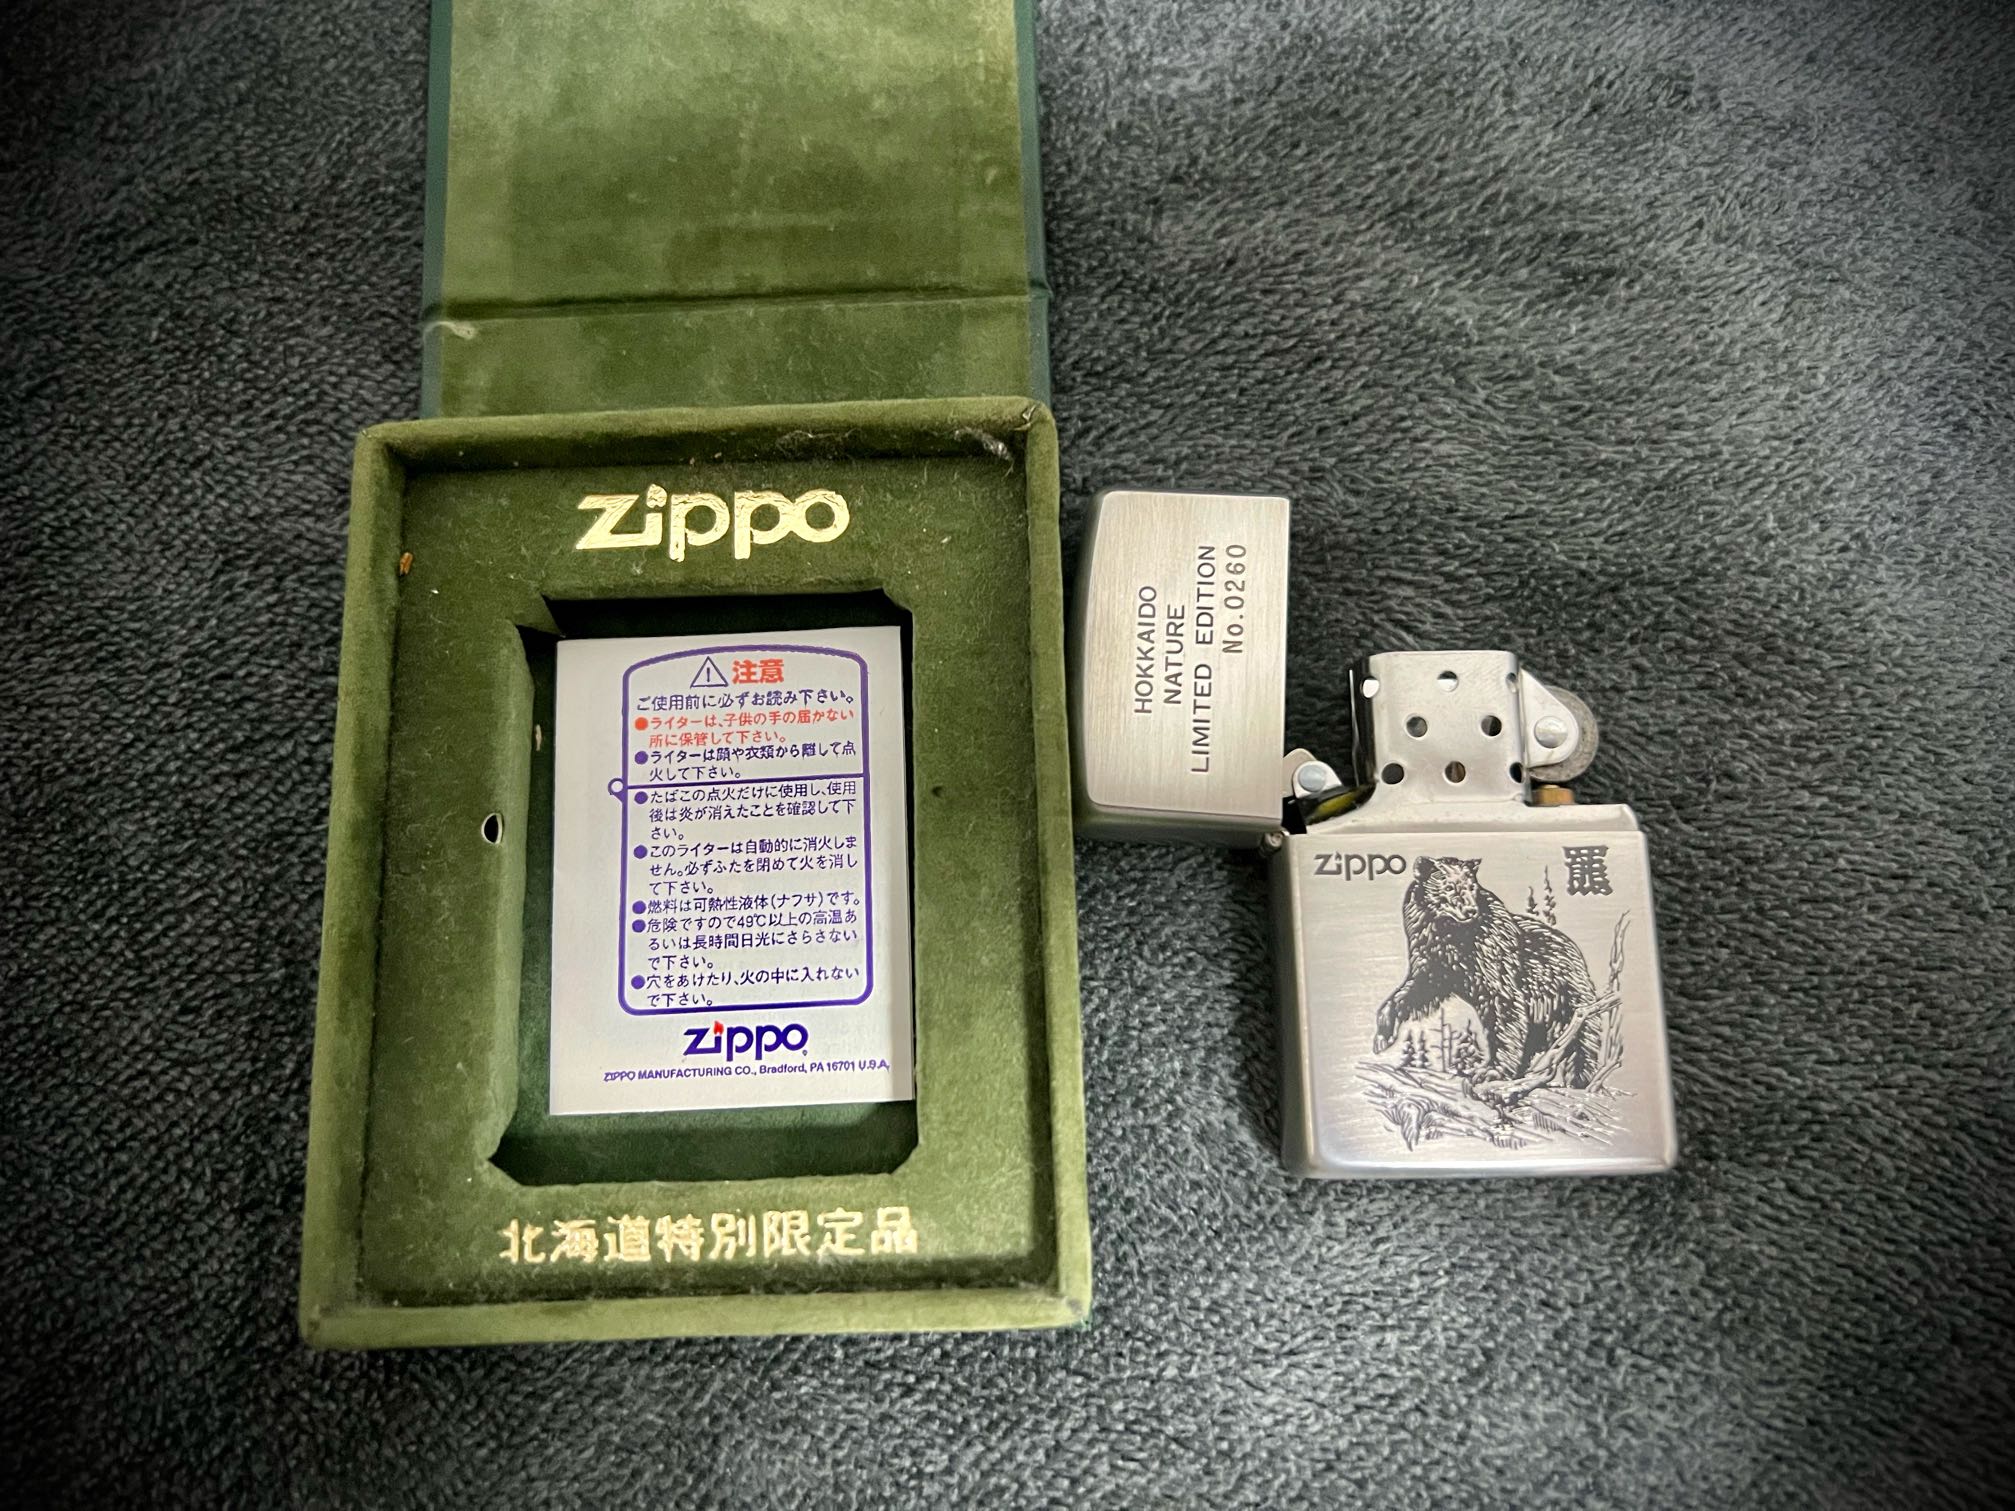 zippo
注意
ご使用前に必ずお読み下さい。
●ライターは、子供の手の届かない
所に保管して下さい。
●ライターは顔や衣類から離して点
火して下さい。
●たばこの点火だけに使用し、使用
後は炎が消えたことを確認して下
さい。
●このライターは自動的に消火しま
せん。必ずふたを閉めて火を消し
て下さい。
●燃料は可熱性液体(ナフサ)です。
●危険ですので49℃以上の高温あ
るいは長時間日光にさらさない
で下さい。
●穴をあけたり、火の中に入れない
で下さい。
zippo
ZIPPO MANUFACTURING CO., Bradford, PA 16701 U.S.A.
北海道特別限定品
HOKKAIDO
NATURE
LIMITED EDITION
No.0260
zippo
羆